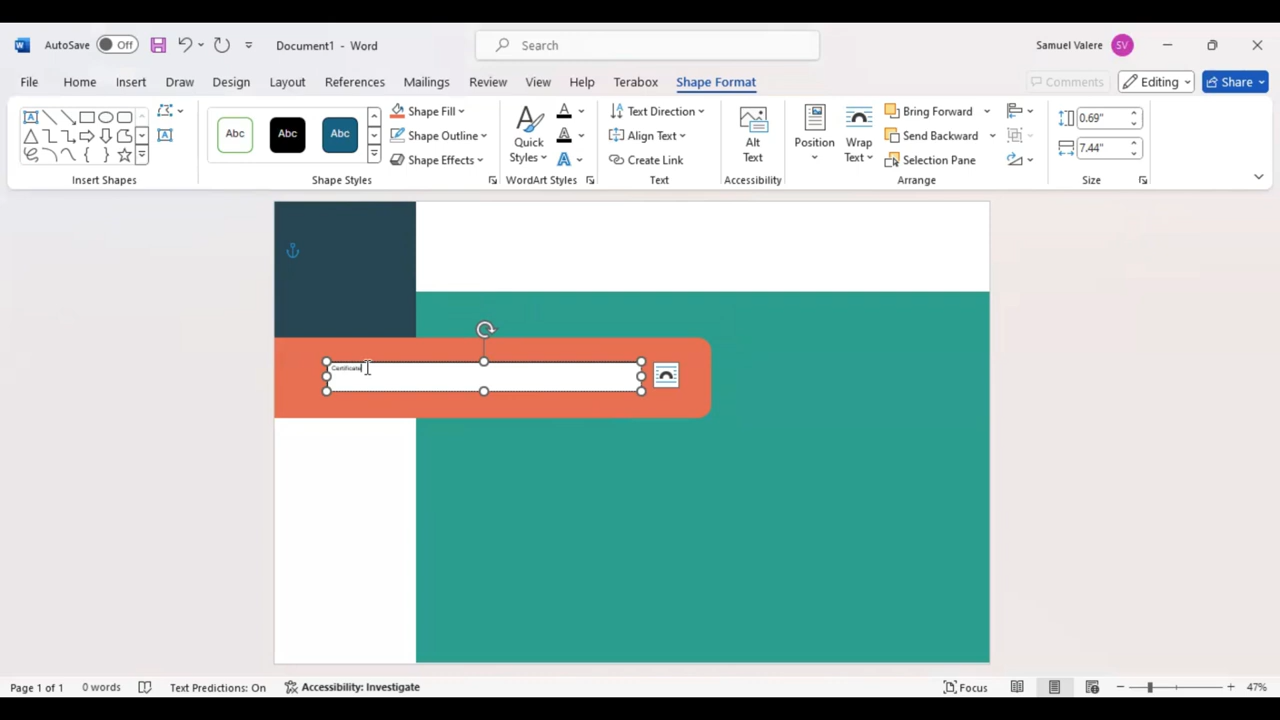 AutoSave Off Document1 - Word Search Samuel Valere SV
File Home Insert Draw Design Layout References Mailings Review View Help Terabox Shape Format Comments Editing Share
Abc Abc Abc
Shape Fill
Shape Outline
Shape Effects
Quick Styles
Text Direction
Align Text
Create Link
Alt Text
Position
Wrap Text
Bring Forward
Send Backward
Selection Pane
0.69"
7.44"
Insert Shapes Shape Styles WordArt Styles Text Accessibility Arrange Size
Certificate
Page 1 of 1 0 words Text Predictions: On Accessibility: Investigate Focus 47%